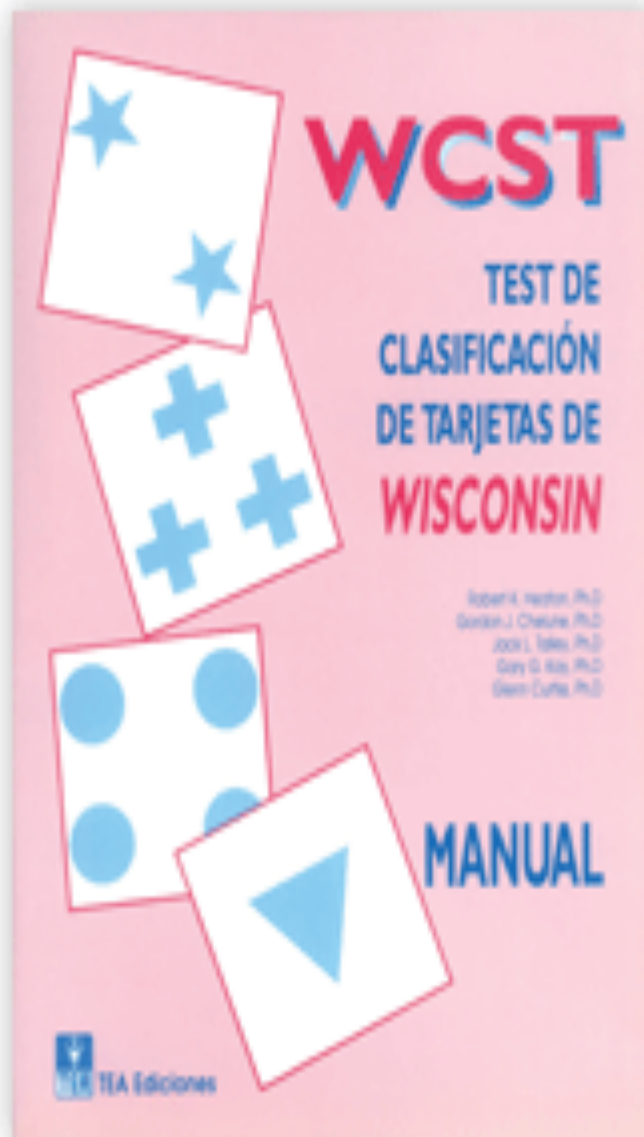 WCST
TEST DE
CLASIFICACIÓN
DE TARJETAS DE
WISCONSIN
Robert K. Heaton, Ph.D
Gordon J. Chelune, Ph.D
Jack L. Talley, Ph.D
Gary G. Kay, Ph.D
Glenn Curtiss, Ph.D
MANUAL
TEA Ediciones